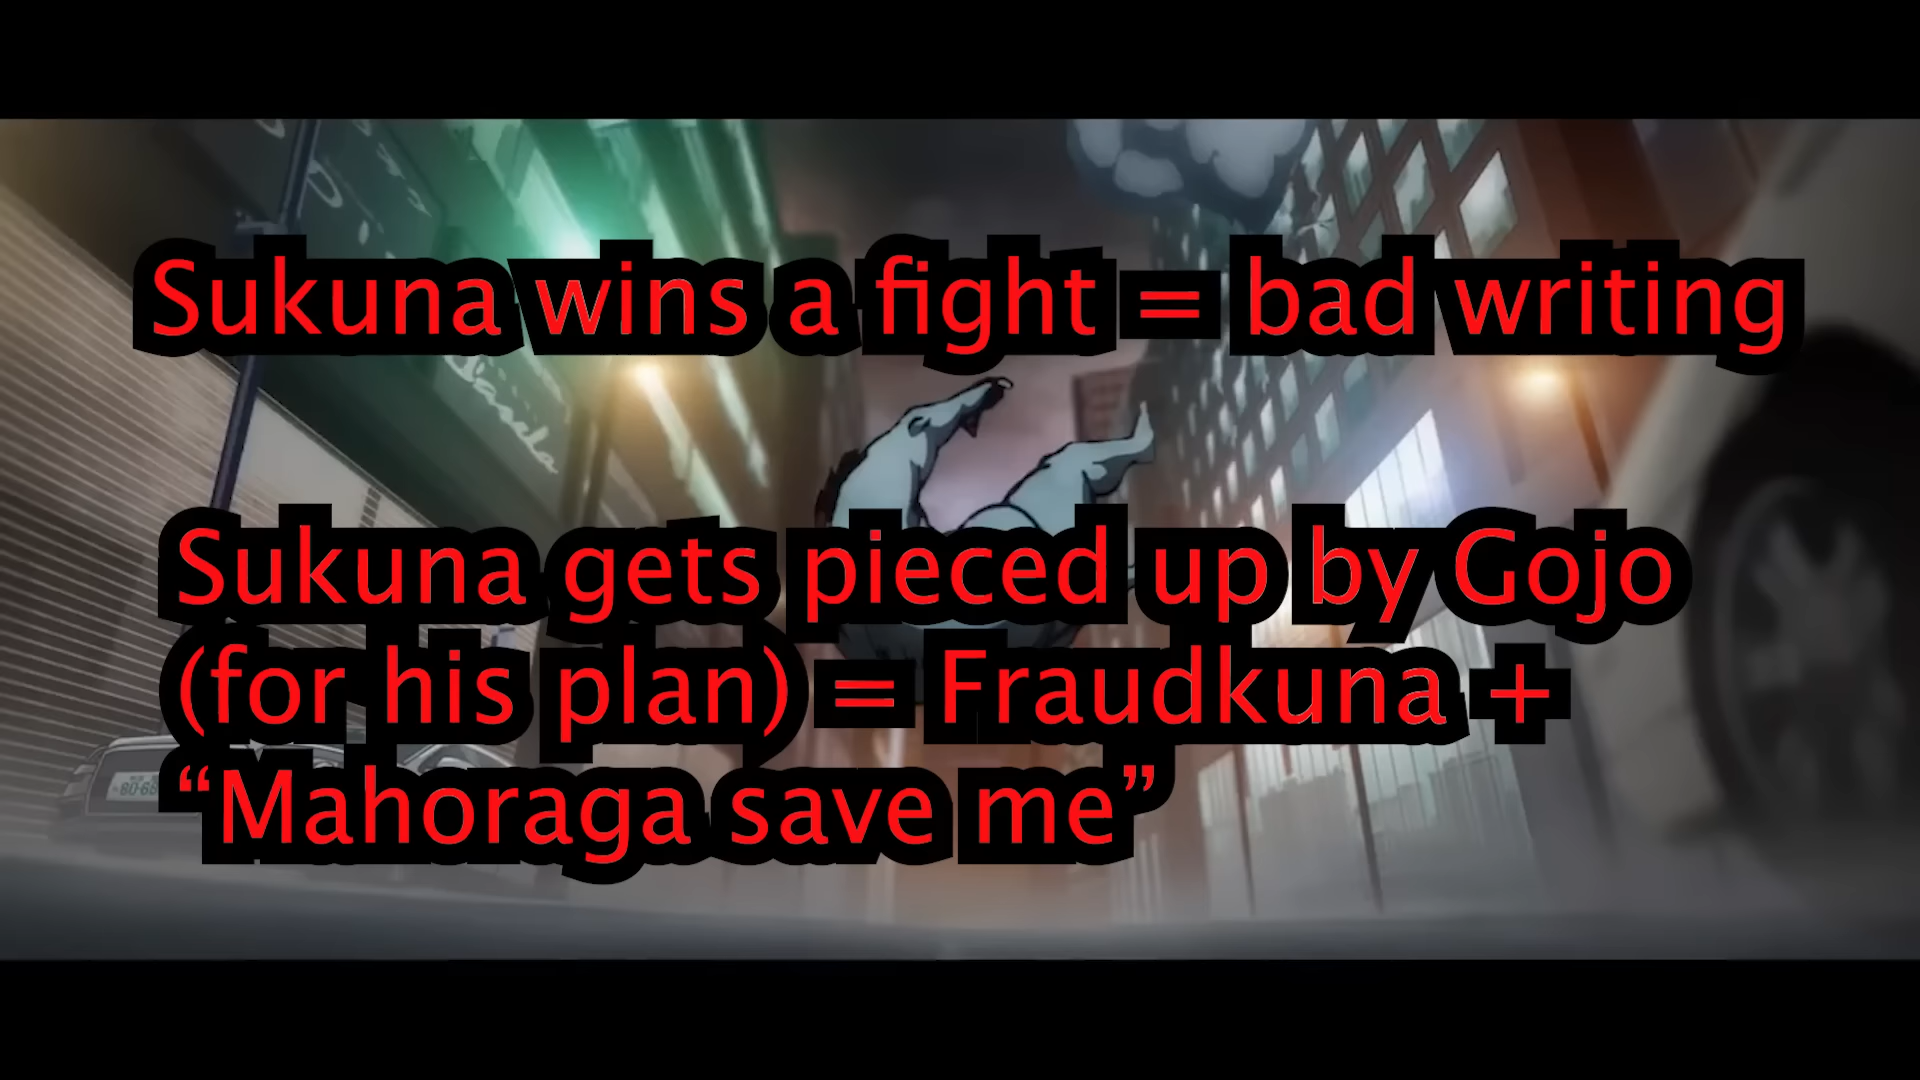 Sukuna wins a fight = bad writing
Sukuna gets pieced up by Gojo
(for his plan) = Fraudkuna +
“Mahoraga save me”